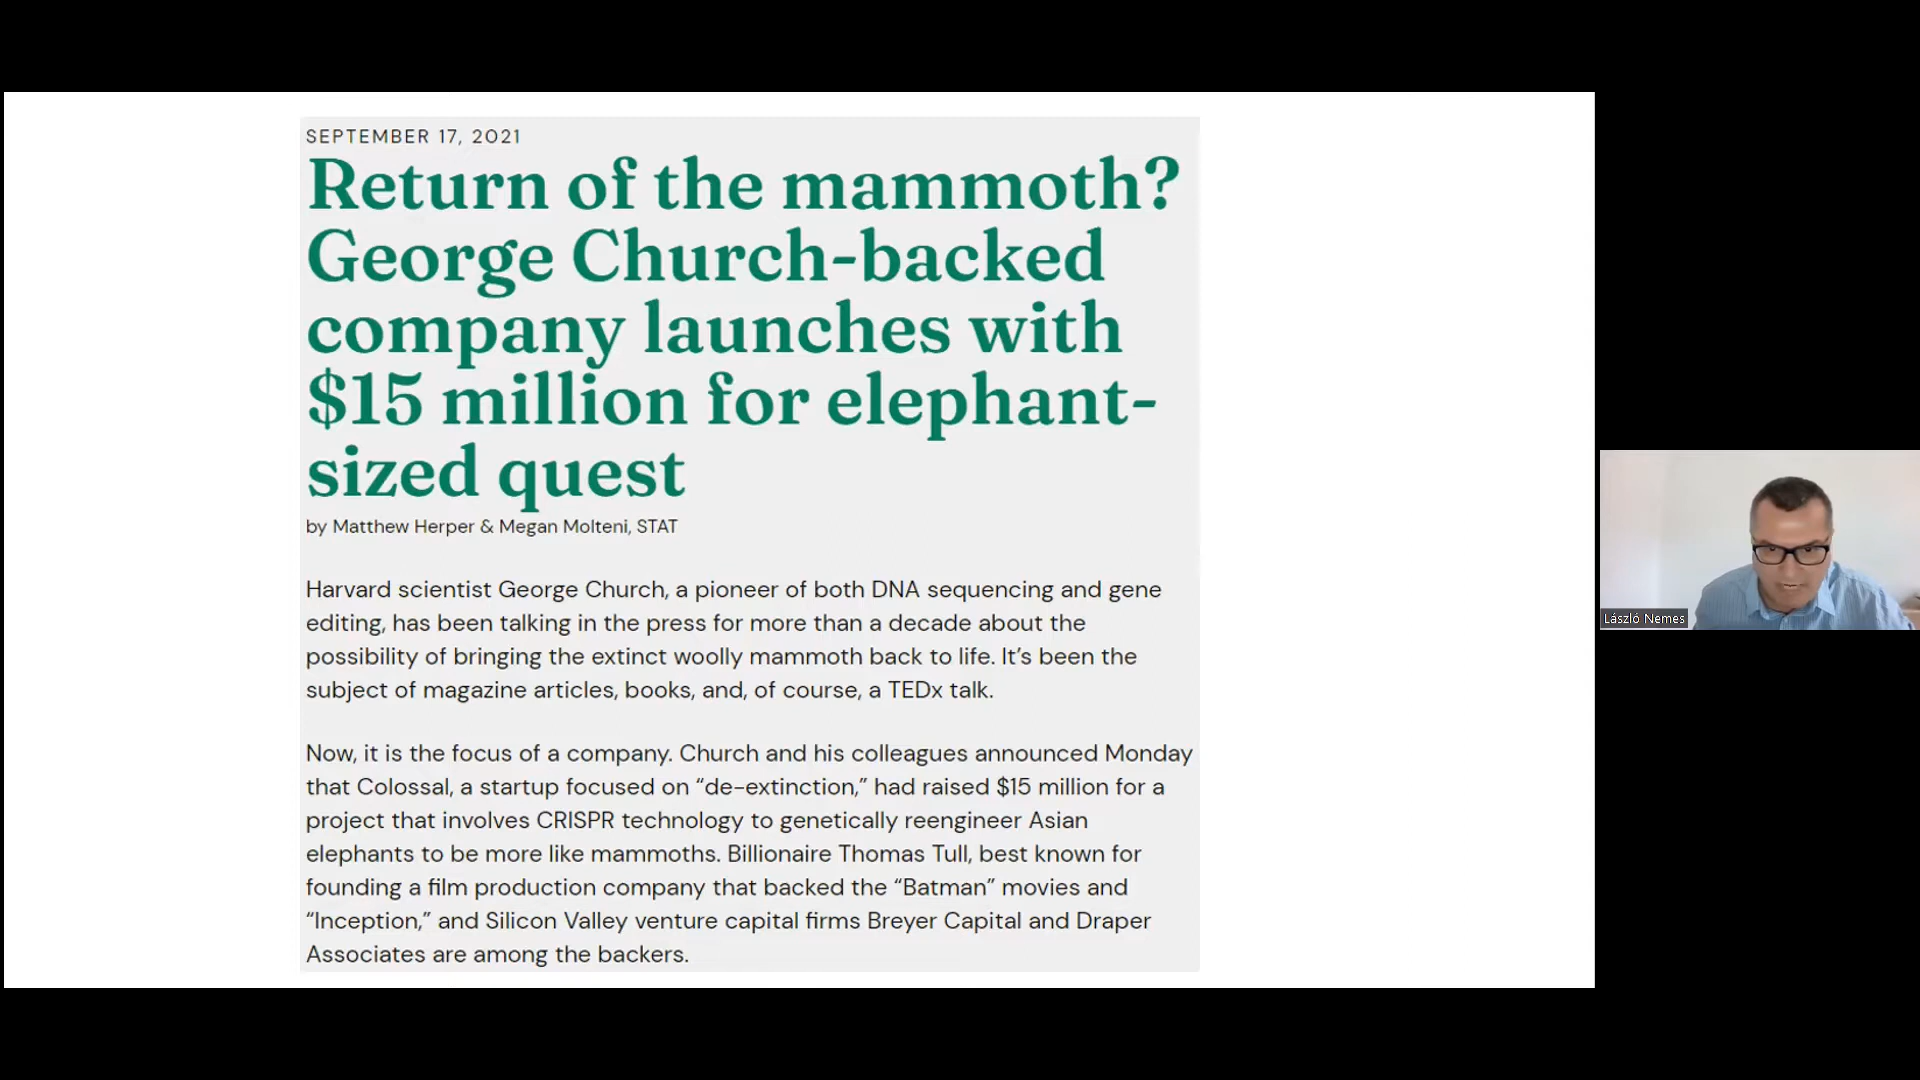 SEPTEMBER 17, 2021
Return of the mammoth?
George Church-backed
company launches with
$15 million for elephant-
sized quest
by Matthew Herper & Megan Molteni, STAT
Harvard scientist George Church, a pioneer of both DNA sequencing and gene
editing, has been talking in the press for more than a decade about the
possibility of bringing the extinct woolly mammoth back to life. It’s been the
subject of magazine articles, books, and, of course, a TEDx talk.
Now, it is the focus of a company. Church and his colleagues announced Monday
that Colossal, a startup focused on “de-extinction,” had raised $15 million for a
project that involves CRISPR technology to genetically reengineer Asian
elephants to be more like mammoths. Billionaire Thomas Tull, best known for
founding a film production company that backed the “Batman” movies and
“Inception,” and Silicon Valley venture capital firms Breyer Capital and Draper
Associates are among the backers.
László Nemes